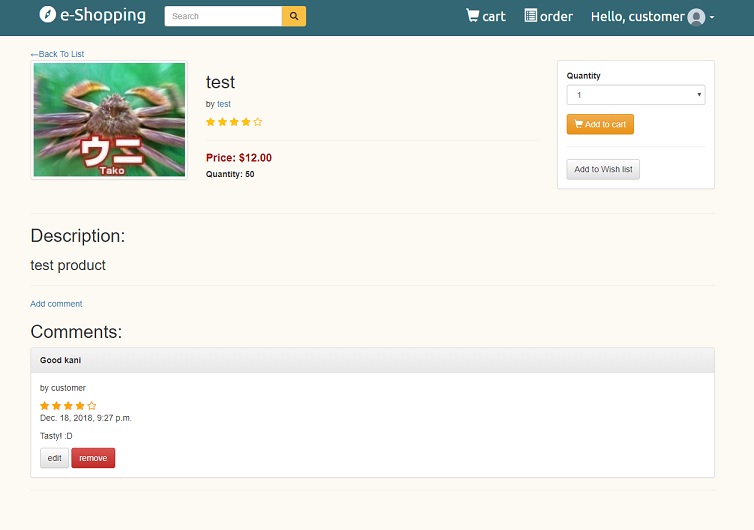 e-Shopping
Search
cart
order
Hello, customer
←Back To List
ウニ
Tako
test
by test
Price: $12.00
Quantity: 50
Quantity
1
Add to cart
Add to Wish list
Description:
test product
Add comment
Comments:
Good kani
by customer
Dec. 18, 2018, 9:27 p.m.
Tasty! :D
edit
remove